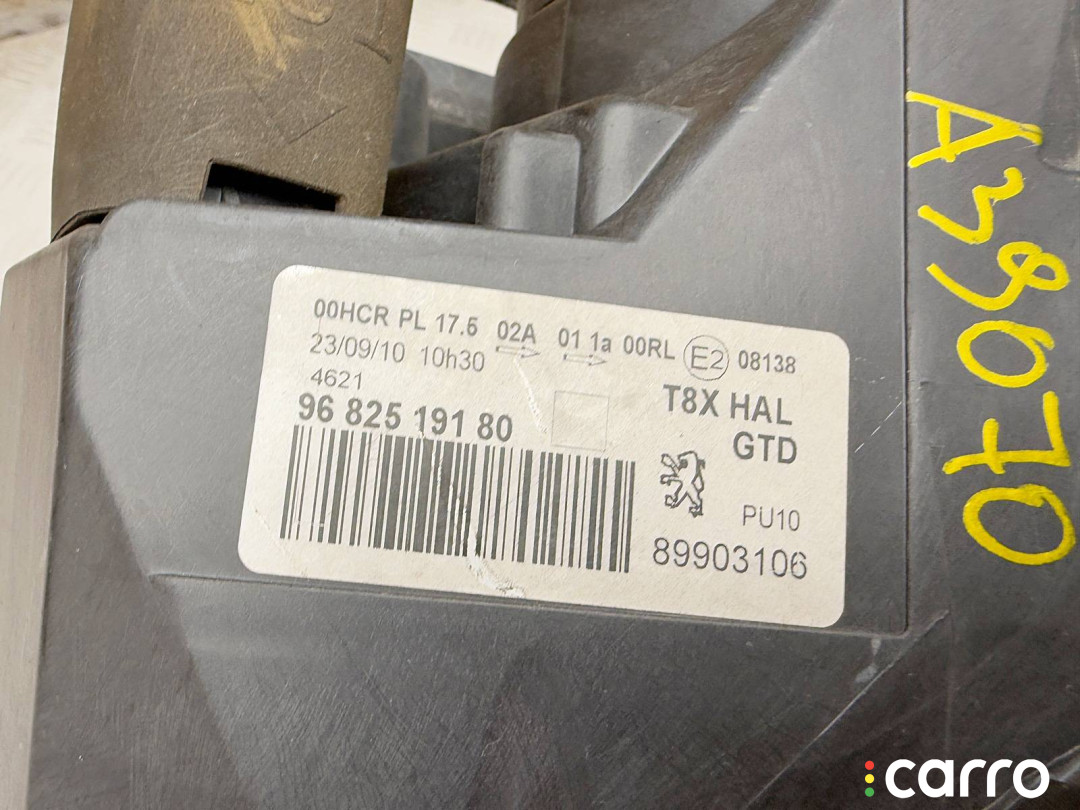 00HCR PL 17.5 02A 01 1a 00RL E2 08138
23/09/10 10h30
4621
96 825 191 80
T8X HAL
GTD
PU10
89903106
A39070
carro